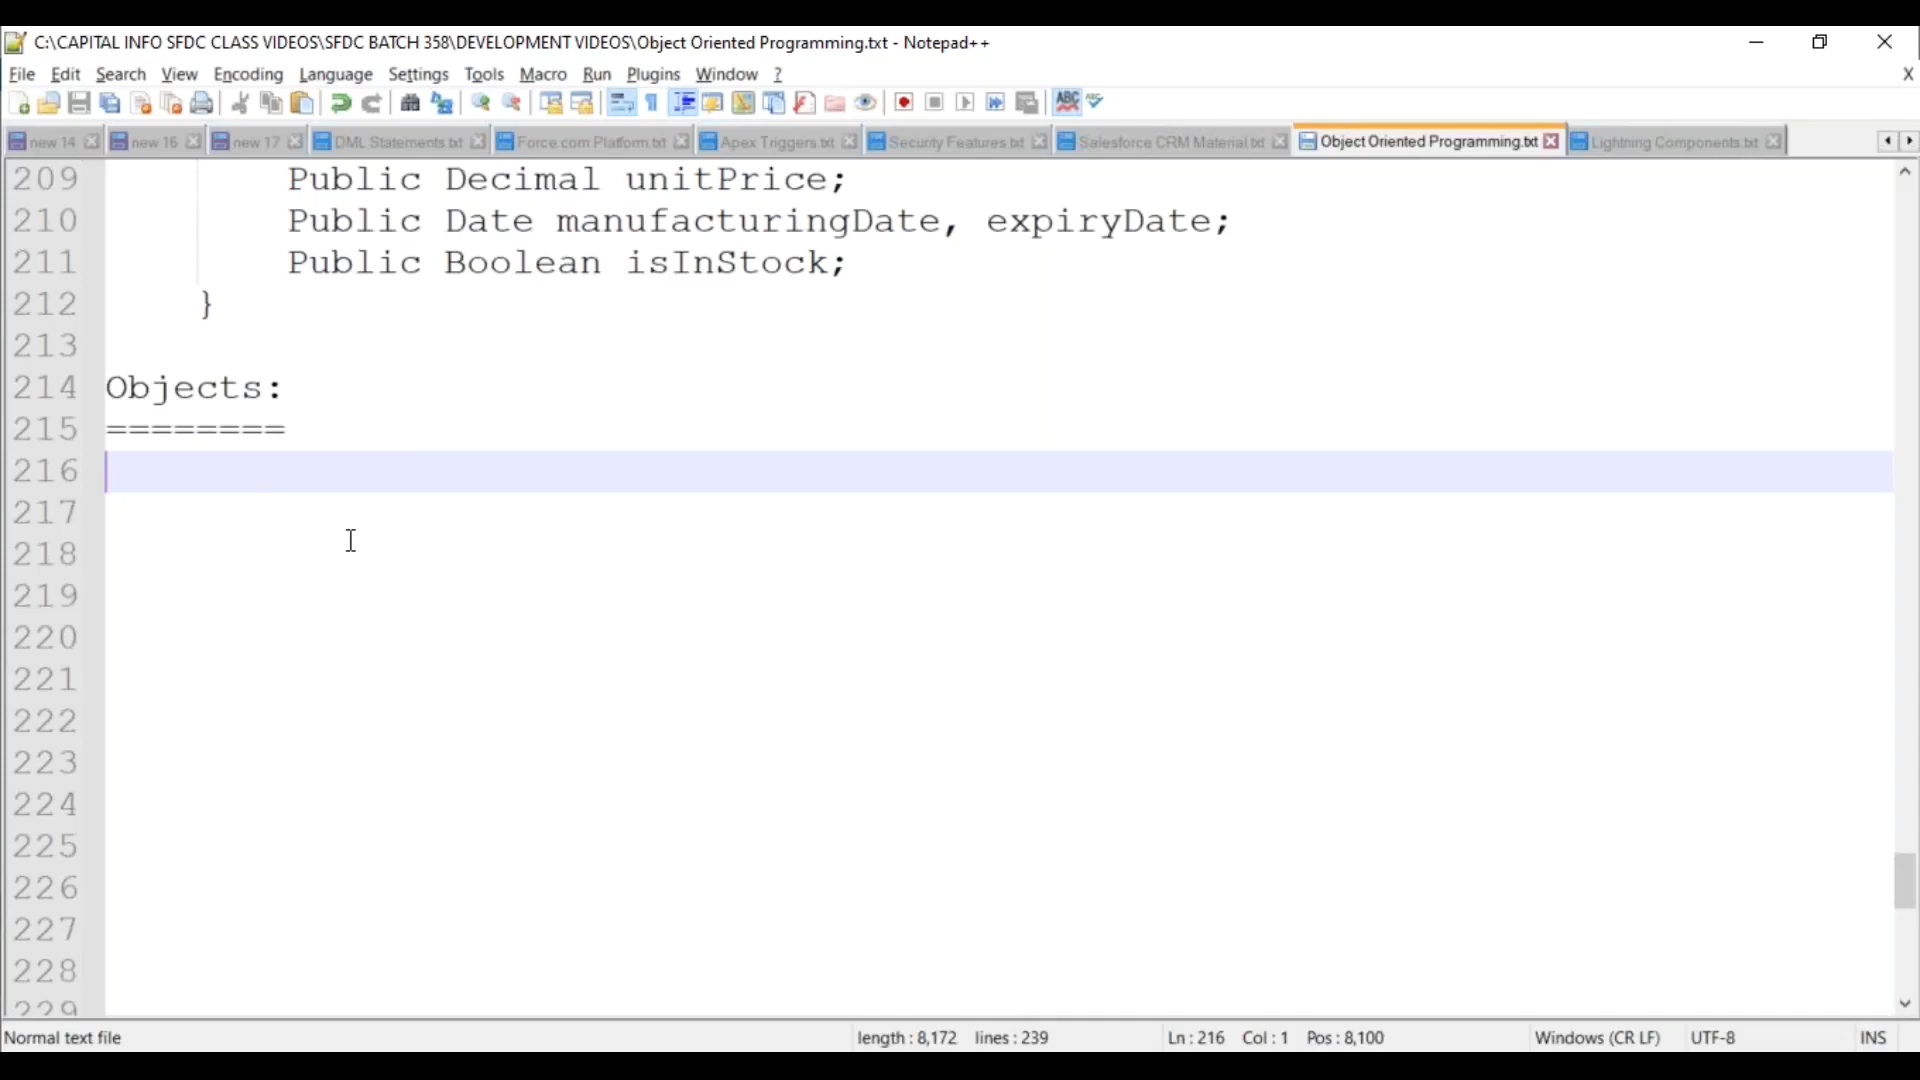 C:\CAPITAL INFO SFDC CLASS VIDEOS\SFDC BATCH 358\DEVELOPMENT VIDEOS\Object Oriented Programming.txt - Notepad++
File Edit Search View Encoding Language Settings Tools Macro Run Plugins Window ? X
new 14 new 16 new 17 DML Statements.txt Force.com Platform.txt Apex Triggers.txt Security Features.txt Salesforce CRM Material.txt Object Oriented Programming.txt Lightning Components.txt
209 Public Decimal unitPrice;
210 Public Date manufacturingDate, expiryDate;
211 Public Boolean isInStock;
212 }
213
214 Objects:
215 ========
216
217
218
219
220
221
222
223
224
225
226
227
228
229
Normal text file length : 8,172 lines : 239 Ln : 216 Col : 1 Pos : 8,100 Windows (CR LF) UTF-8 INS